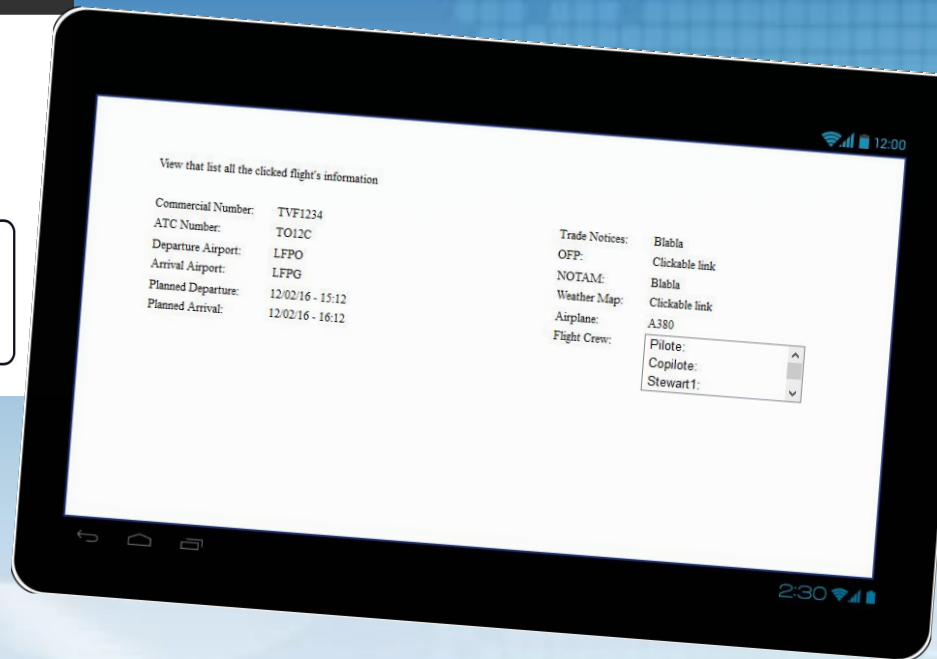 12:00
View that list all the clicked flight's information
Commercial Number: TVF1234
ATC Number: TO12C
Departure Airport: LFPO
Arrival Airport: LFPG
Planned Departure: 12/02/16 - 15:12
Planned Arrival: 12/02/16 - 16:12
Trade Notices: Blabla
OFP: Clickable link
NOTAM: Blabla
Weather Map: Clickable link
Airplane: A380
Flight Crew: Pilote:
Copilote:
Stewart1:
2:30